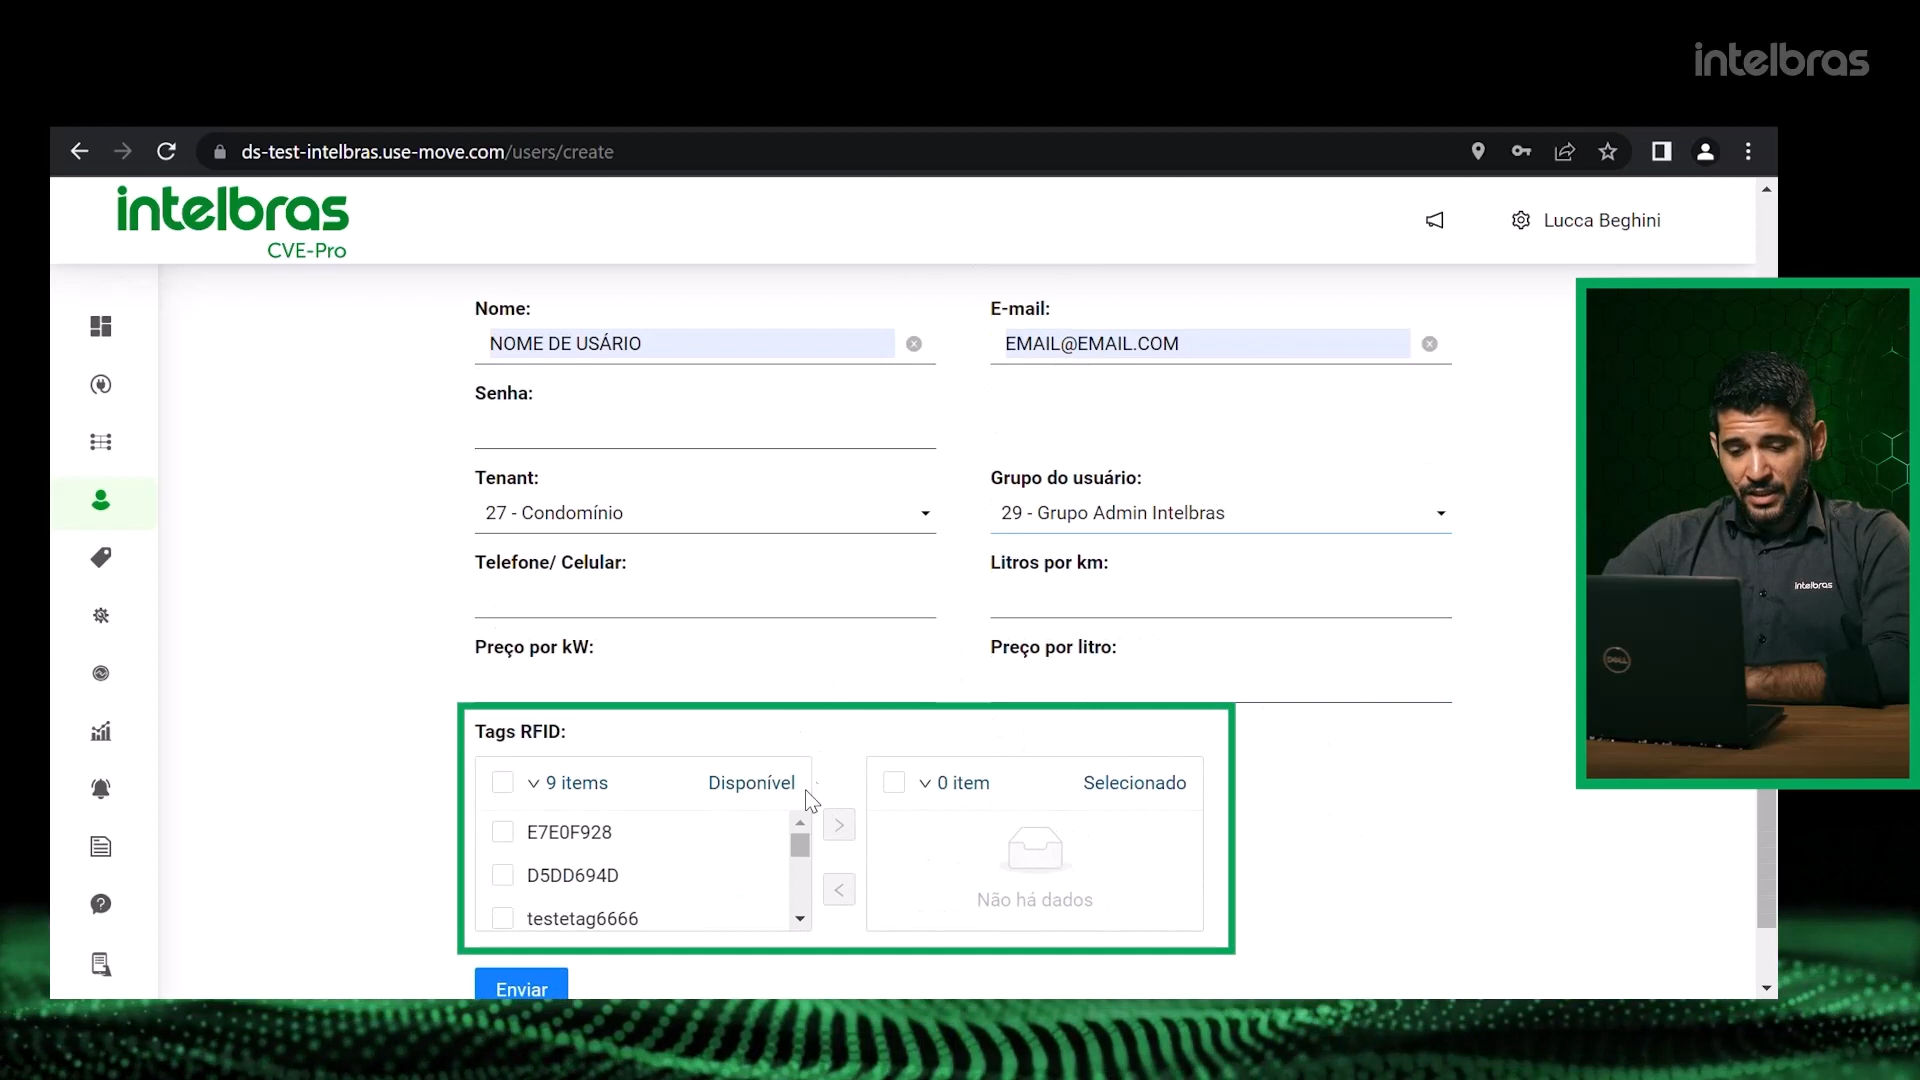 intelbras
ds-test-intelbras.use-move.com/users/create
intelbras
CVE-Pro
Lucca Beghini
Nome:
E-mail:
NOME DE USÁRIO
EMAIL@EMAIL.COM
Senha:
Tenant:
Grupo do usuário:
27 - Condomínio
29 - Grupo Admin Intelbras
Telefone/ Celular:
Litros por km:
Preço por kW:
Preço por litro:
Tags RFID:
9 items
Disponível
0 item
Selecionado
E7E0F928
D5DD694D
testetag6666
Não há dados
Enviar
intelbras
DELL